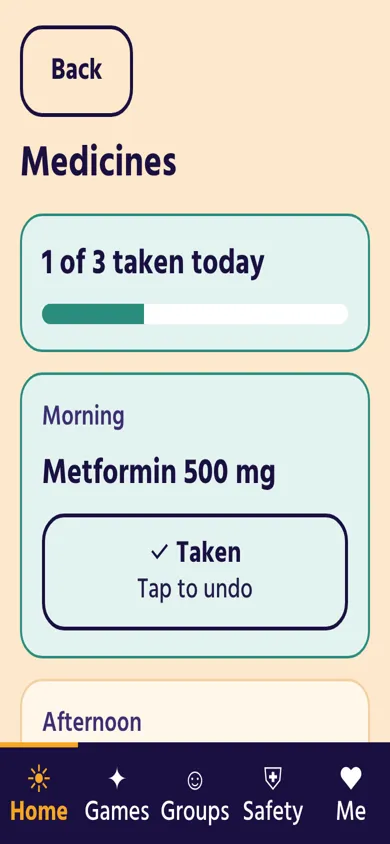 Back
Medicines
1 of 3 taken today
Morning
Metformin 500 mg
✓ Taken
Tap to undo
Afternoon
Home Games Groups Safety Me